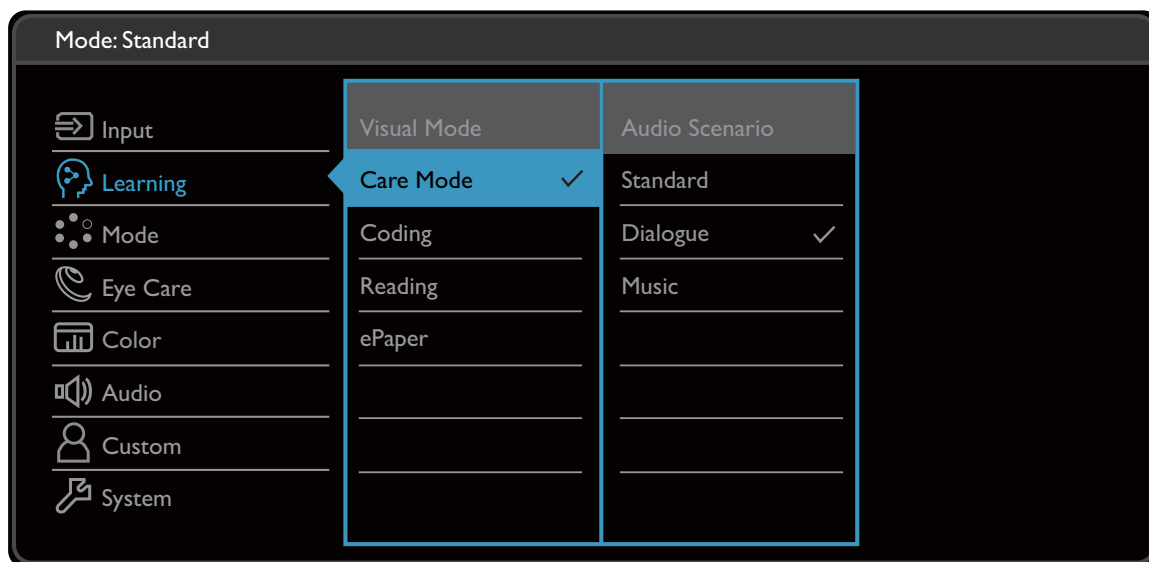 Mode: Standard
Input
Learning
Mode
Eye Care
Color
Audio
Custom
System
Visual Mode
Care Mode
Coding
Reading
ePaper
Audio Scenario
Standard
Dialogue
Music